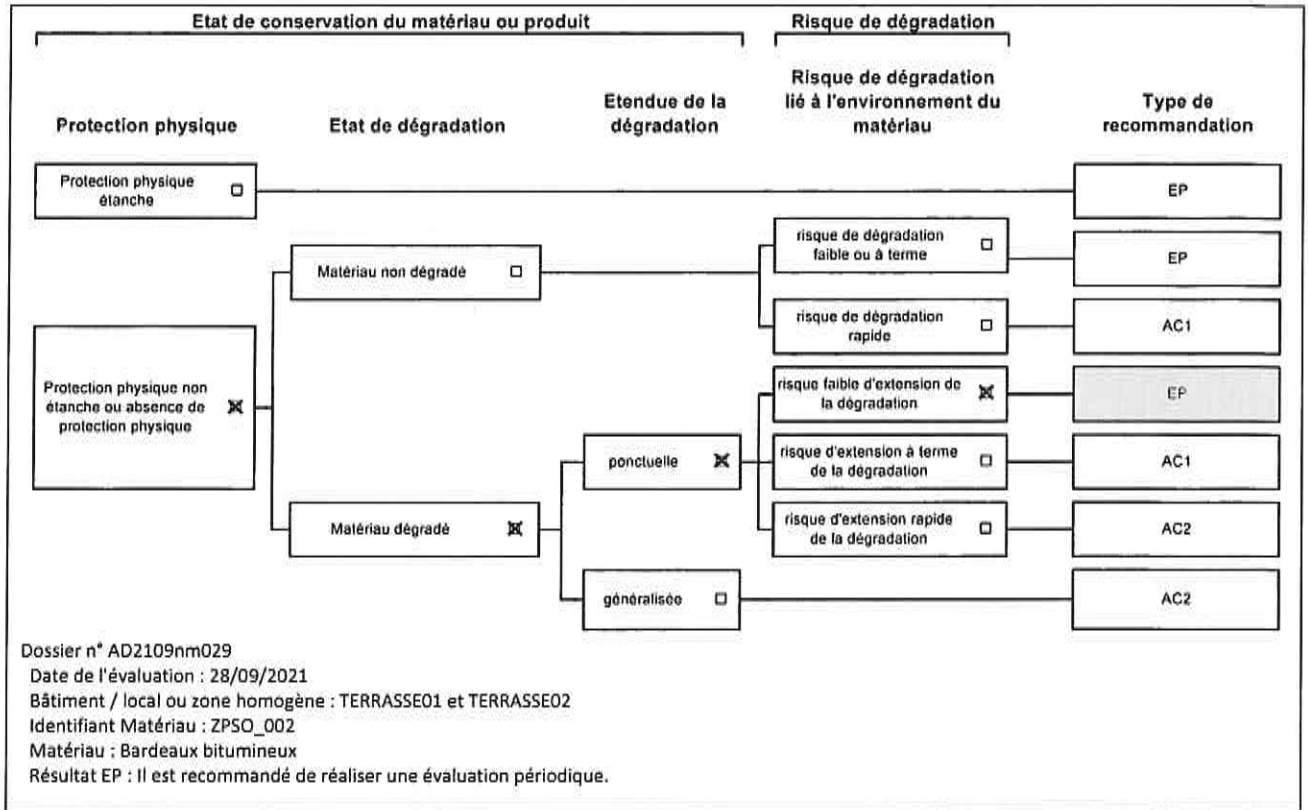 Etat de conservation du matériau ou produit
Risque de dégradation
Protection physique
Etat de dégradation
Etendue de la
dégradation
Risque de dégradation
lié à l'environnement du
matériau
Type de
recommandation
Protection physique
étanche
EP
Matériau non dégradé
risque de dégradation
faible ou à terme
EP
risque de dégradation
rapide
AC1
Protection physique non
étanche ou absence de
protection physique
risque faible d'extension de
la dégradation
EP
ponctuelle
risque d'extension à terme
de la dégradation
AC1
Matériau dégradé
risque d'extension rapide
de la dégradation
AC2
généralisée
AC2
Dossier n° AD2109nm029
Date de l'évaluation : 28/09/2021
Bâtiment / local ou zone homogène : TERRASSE01 et TERRASSE02
Identifiant Matériau : ZPSO_002
Matériau : Bardeaux bitumineux
Résultat EP : Il est recommandé de réaliser une évaluation périodique.